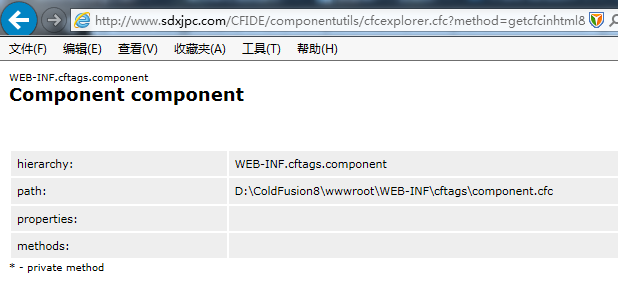 http://www.sdxjpc.com/CFIDE/componentutils/cfcexplorer.cfc?method=getcfcinhtml8
文件(F) 编辑(E) 查看(V) 收藏夹(A) 工具(T) 帮助(H)
WEB-INF.cftags.component
Component component
hierarchy: WEB-INF.cftags.component
path: D:\ColdFusion8\wwwroot\WEB-INF\cftags\component.cfc
properties:
methods:
* - private method